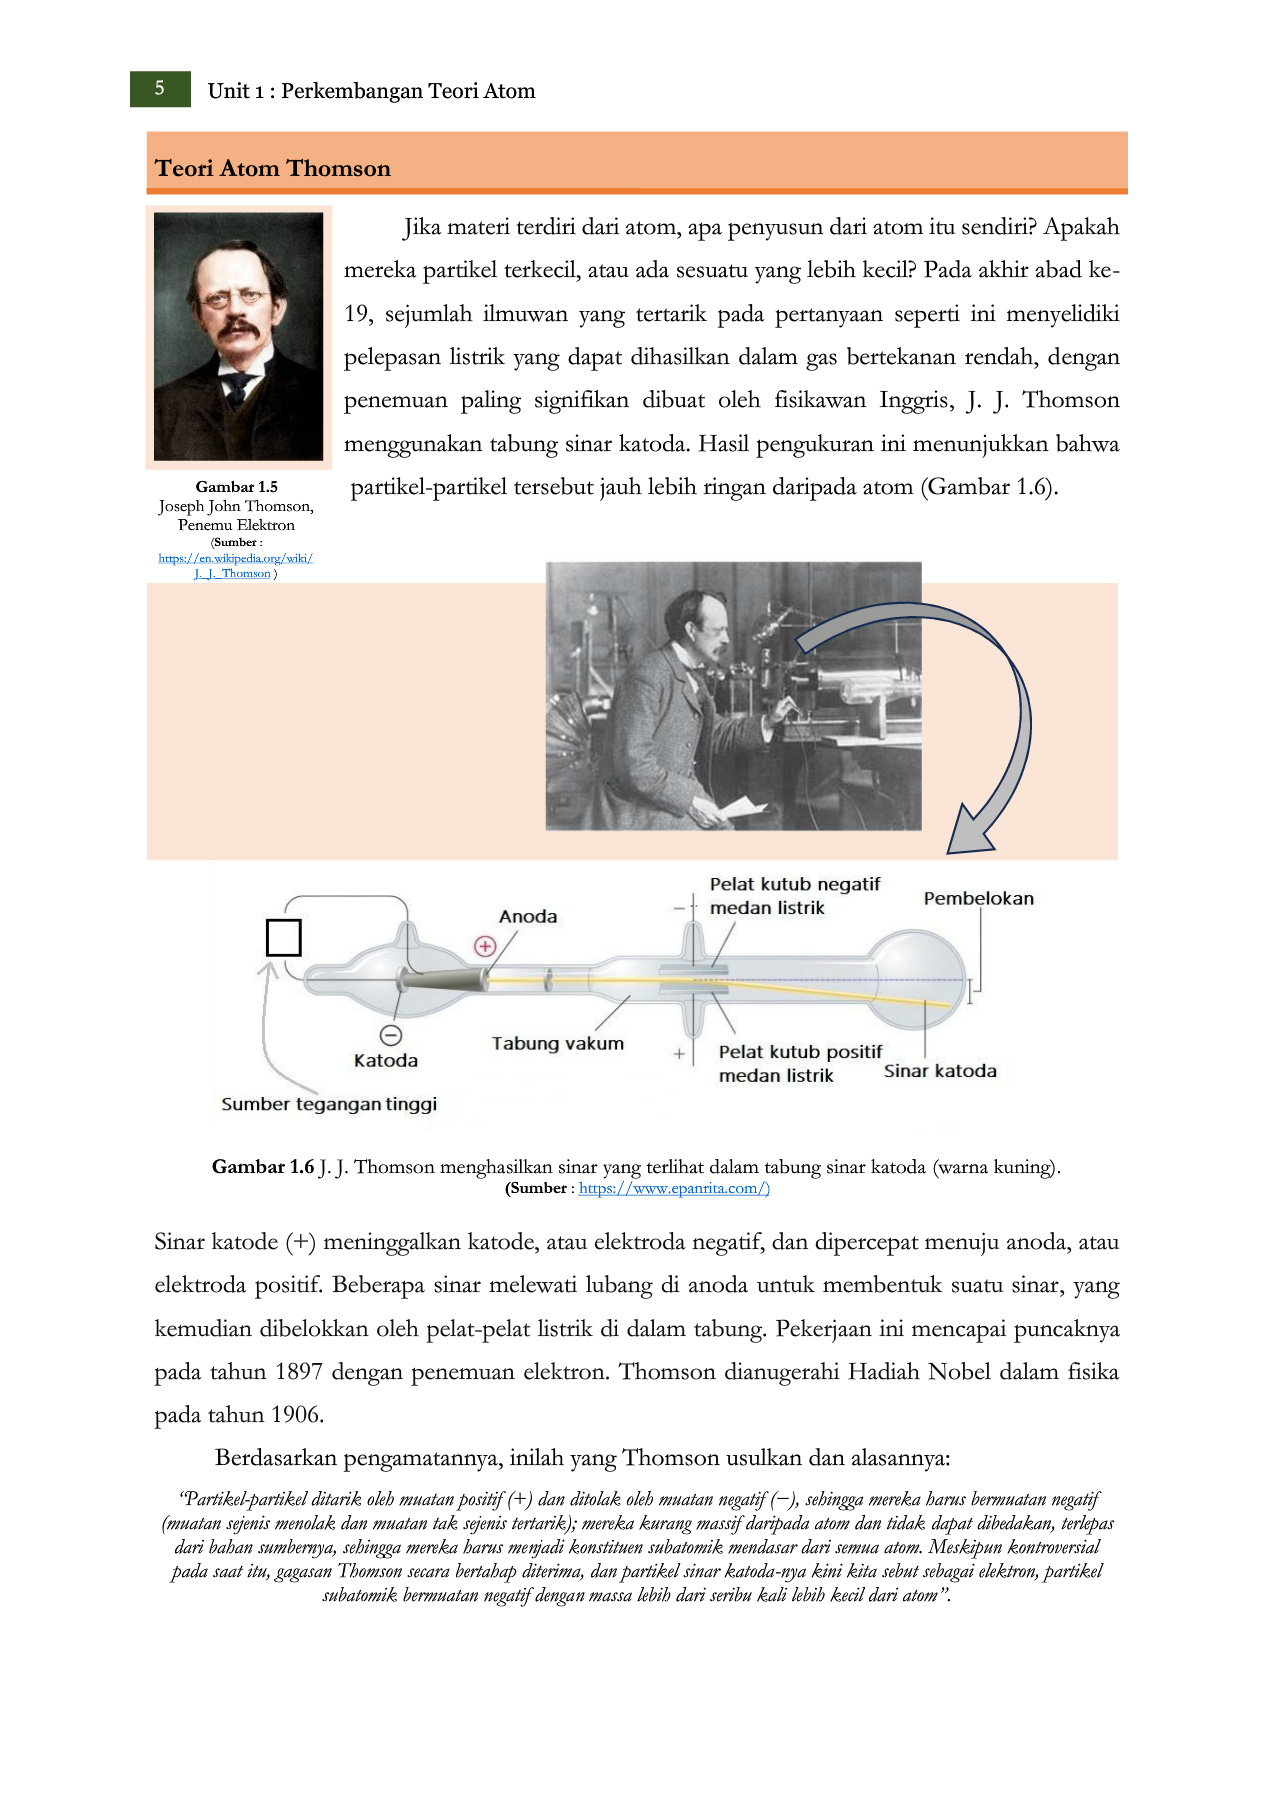 5
Unit 1 : Perkembangan Teori Atom
Teori Atom Thomson
Jika materi terdiri dari atom, apa penyusun dari atom itu sendiri? Apakah
mereka partikel terkecil, atau ada sesuatu yang lebih kecil? Pada akhir abad ke-
19, sejumlah ilmuwan yang tertarik pada pertanyaan seperti ini menyelidiki
pelepasan listrik yang dapat dihasilkan dalam gas bertekanan rendah, dengan
penemuan paling signifikan dibuat oleh fisikawan Inggris, J. J. Thomson
menggunakan tabung sinar katoda. Hasil pengukuran ini menunjukkan bahwa
partikel-partikel tersebut jauh lebih ringan daripada atom (Gambar 1.6).
Gambar 1.5
Joseph John Thomson,
Penemu Elektron
(Sumber :
https://en.wikipedia.org/wiki/
J._J._Thomson )
Pelat kutub negatif
medan listrik
Pembelokan
Anoda
−
+
+
−
Katoda
Tabung vakum
+
Pelat kutub positif
medan listrik
Sinar katoda
Sumber tegangan tinggi
Gambar 1.6 J. J. Thomson menghasilkan sinar yang terlihat dalam tabung sinar katoda (warna kuning).
(Sumber : https://www.epanrita.com/)
Sinar katode (+) meninggalkan katode, atau elektroda negatif, dan dipercepat menuju anoda, atau
elektroda positif. Beberapa sinar melewati lubang di anoda untuk membentuk suatu sinar, yang
kemudian dibelokkan oleh pelat-pelat listrik di dalam tabung. Pekerjaan ini mencapai puncaknya
pada tahun 1897 dengan penemuan elektron. Thomson dianugerahi Hadiah Nobel dalam fisika
pada tahun 1906.
Berdasarkan pengamatannya, inilah yang Thomson usulkan dan alasannya:
“Partikel-partikel ditarik oleh muatan positif (+) dan ditolak oleh muatan negatif (−), sehingga mereka harus bermuatan negatif
(muatan sejenis menolak dan muatan tak sejenis tertarik); mereka kurang massif daripada atom dan tidak dapat dibedakan, terlepas
dari bahan sumbernya, sehingga mereka harus menjadi konstituen subatomik mendasar dari semua atom. Meskipun kontroversial
pada saat itu, gagasan Thomson secara bertahap diterima, dan partikel sinar katoda-nya kini kita sebut sebagai elektron, partikel
subatomik bermuatan negatif dengan massa lebih dari seribu kali lebih kecil dari atom”.